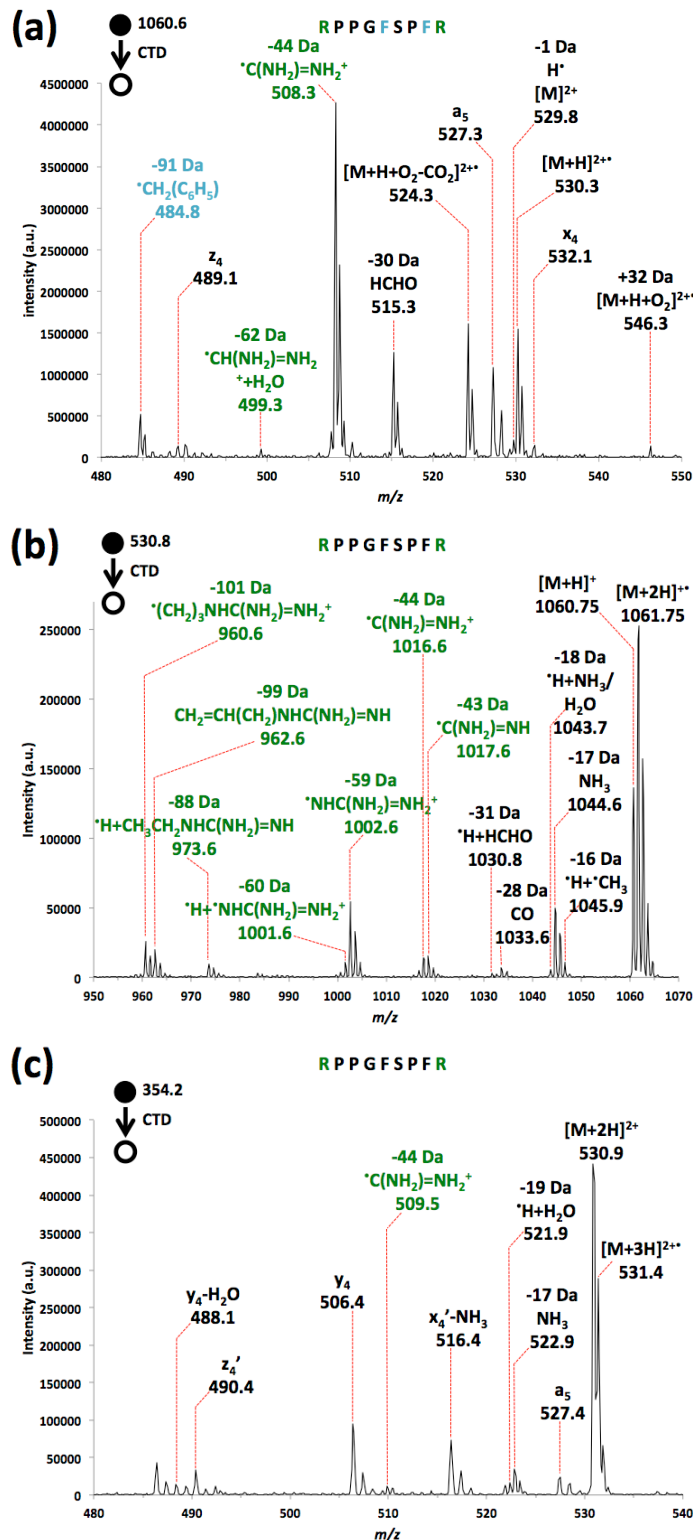 (a)
1060.6
CTD
R P P G F S P F R
-44 Da
•C(NH₂)=NH₂⁺
508.3
-91 Da
•CH₂(C₆H₅)
484.8
z₄
489.1
-62 Da
•CH(NH₂)=NH₂
⁺+H₂O
499.3
-30 Da
HCHO
515.3
[M+H+O₂-CO₂]²⁺•
524.3
a₅
527.3
-1 Da
H•
[M]²⁺
529.8
[M+H]²⁺•
530.3
x₄
532.1
+32 Da
[M+H+O₂]²⁺•
546.3
intensity (a.u.)
4500000
4000000
3500000
3000000
2500000
2000000
1500000
1000000
500000
0
480 490 500 510 520 530 540 550
m/z
(b)
530.8
CTD
R P P G F S P F R
-101 Da
•(CH₂)₃NHC(NH₂)=NH₂⁺
960.6
-99 Da
CH₂=CH(CH₂)NHC(NH₂)=NH
962.6
-88 Da
•H+CH₃CH₂NHC(NH₂)=NH
973.6
-60 Da
•H+•NHC(NH₂)=NH₂⁺
1001.6
-59 Da
•NHC(NH₂)=NH₂⁺
1002.6
-44 Da
•C(NH₂)=NH₂⁺
1016.6
-43 Da
•C(NH₂)=NH
1017.6
-31 Da
•H+HCHO
1030.8
-28 Da
CO
1033.6
-18 Da
•H+NH₃/
H₂O
1043.7
-17 Da
NH₃
1044.6
-16 Da
•H+•CH₃
1045.9
[M+H]⁺
1060.75
[M+2H]⁺•
1061.75
Intensity (a.u.)
250000
200000
150000
100000
50000
0
950 960 970 980 990 1000 1010 1020 1030 1040 1050 1060 1070
m/z
(c)
354.2
CTD
R P P G F S P F R
y₄-H₂O
488.1
z₄'
490.4
y₄
506.4
-44 Da
•C(NH₂)=NH₂⁺
509.5
x₄'-NH₃
516.4
-19 Da
•H+H₂O
521.9
-17 Da
NH₃
522.9
a₅
527.4
[M+2H]²⁺
530.9
[M+3H]²⁺•
531.4
Intensity (a.u.)
500000
450000
400000
350000
300000
250000
200000
150000
100000
50000
0
480 490 500 510 520 530 540
m/z